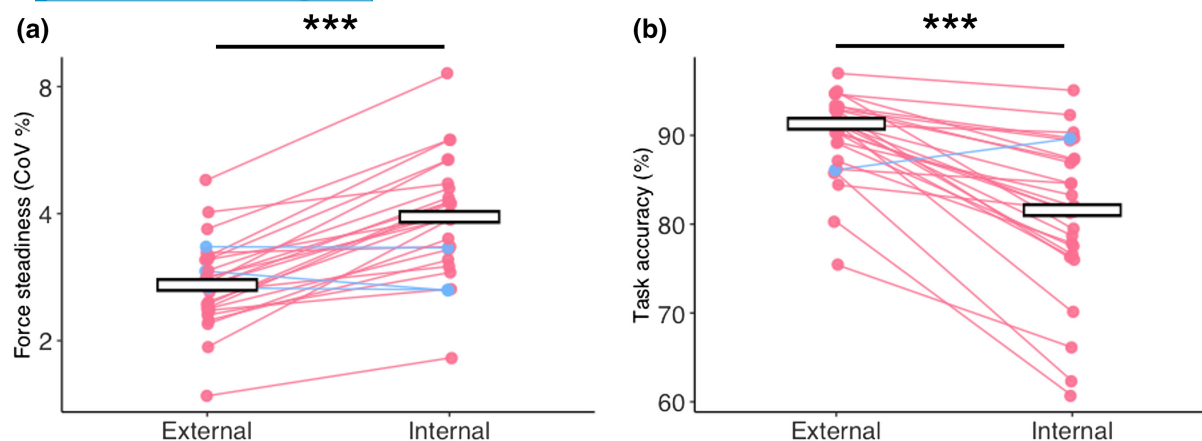 (a)
***
Force steadiness (CoV %)
8
4
2
External Internal
(b)
***
Task accuracy (%)
90
80
70
60
External Internal